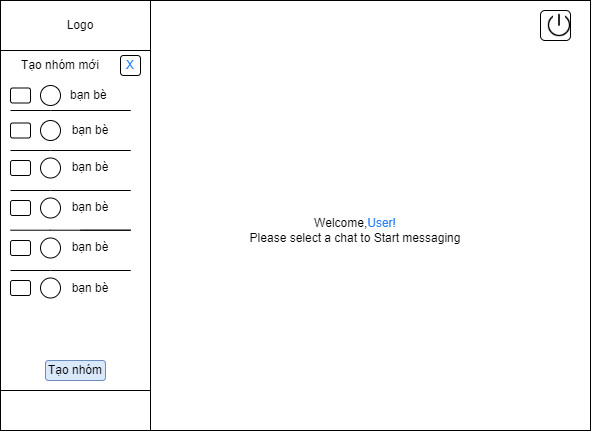 Logo
Tạo nhóm mới X
bạn bè
bạn bè
bạn bè
bạn bè
bạn bè
bạn bè
Tạo nhóm
Welcome,User!
Please select a chat to Start messaging